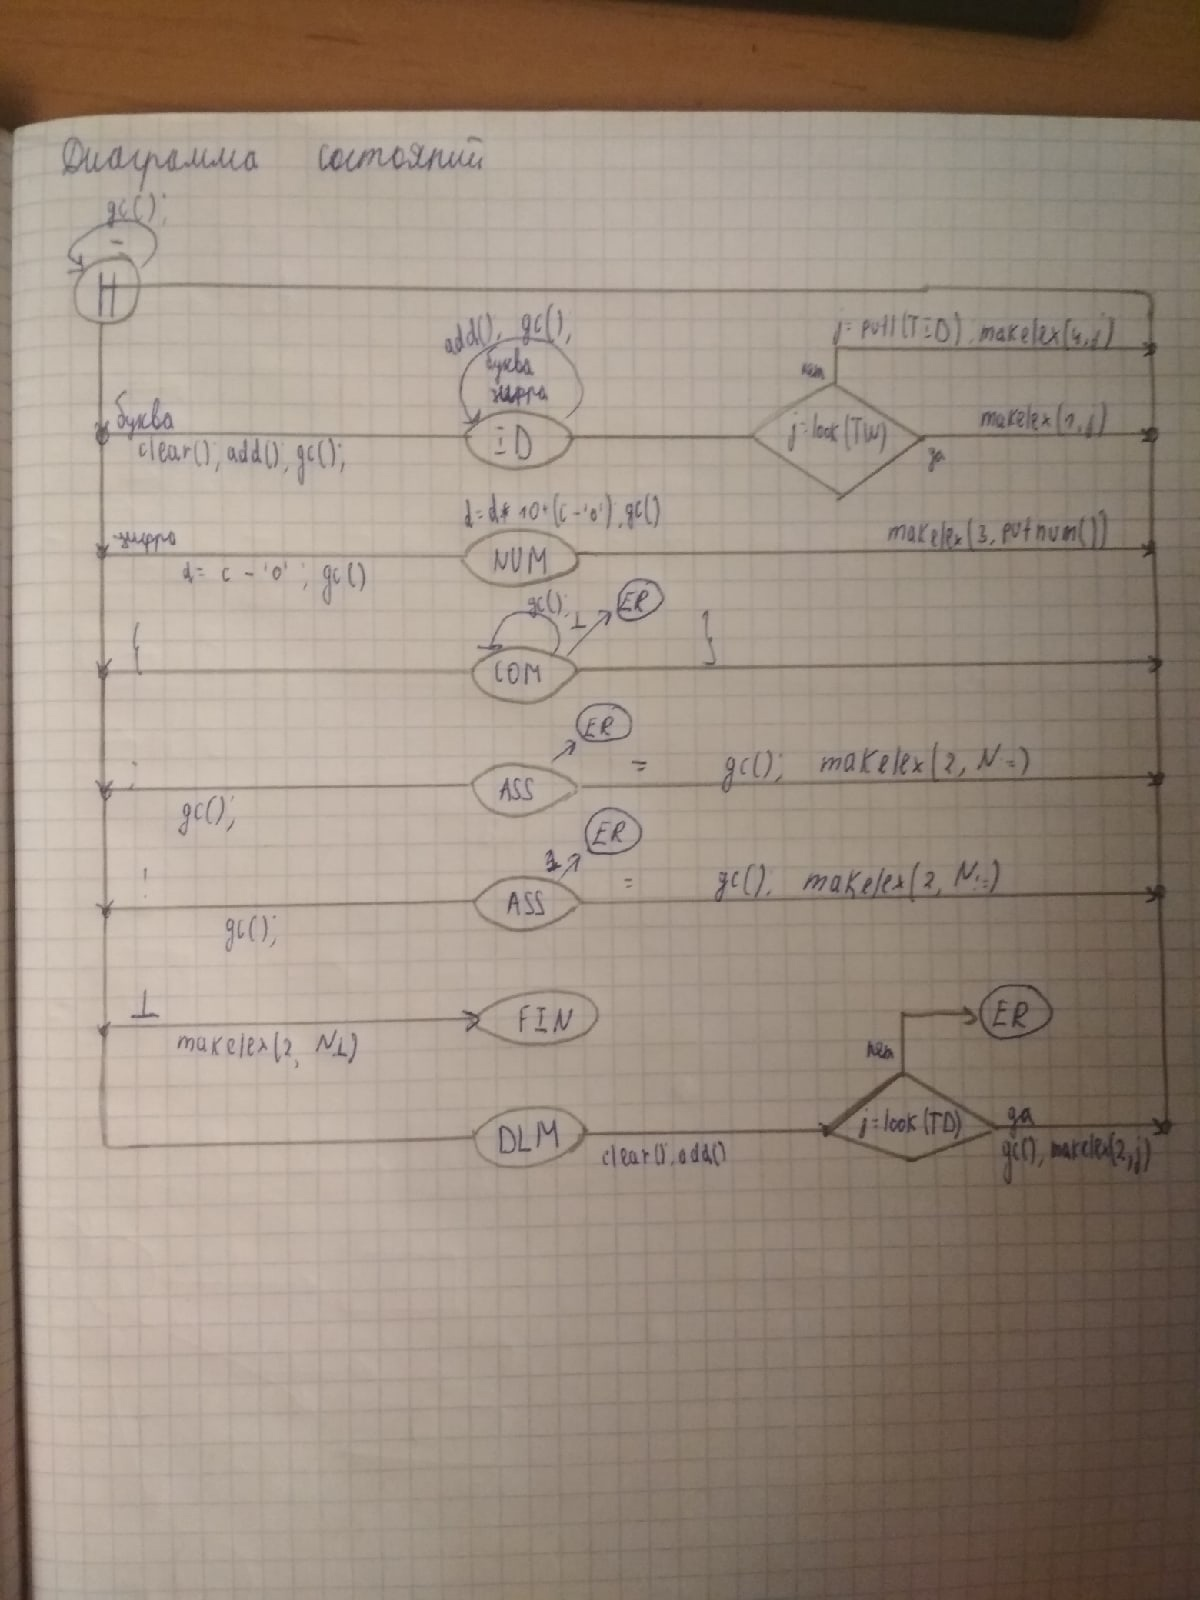 Диаграмма состояний
gc();
H
add(), gc();
буква
цифра
j=put(TID), makelex(4,j)
нет
буква
clear(); add(); gc();
ID
j=look(TW)
makelex(1,j)
да
d=d*10+(c-'0'), gc()
цифра
d= c-'0'; gc()
NUM
makelex(3, putnum())
gc();
⊥
ER
{
COM
}
ER
:
gc();
ASS
=
gc(); makelex(2, N:=)
ER
!
gc();
ASS
=
gc(), makelex(2, N!=)
⊥
makelex(2, N⊥)
FIN
ER
нет
DLM
clear(), add()
j=look(TD)
да
gc(), makelex(2,j)